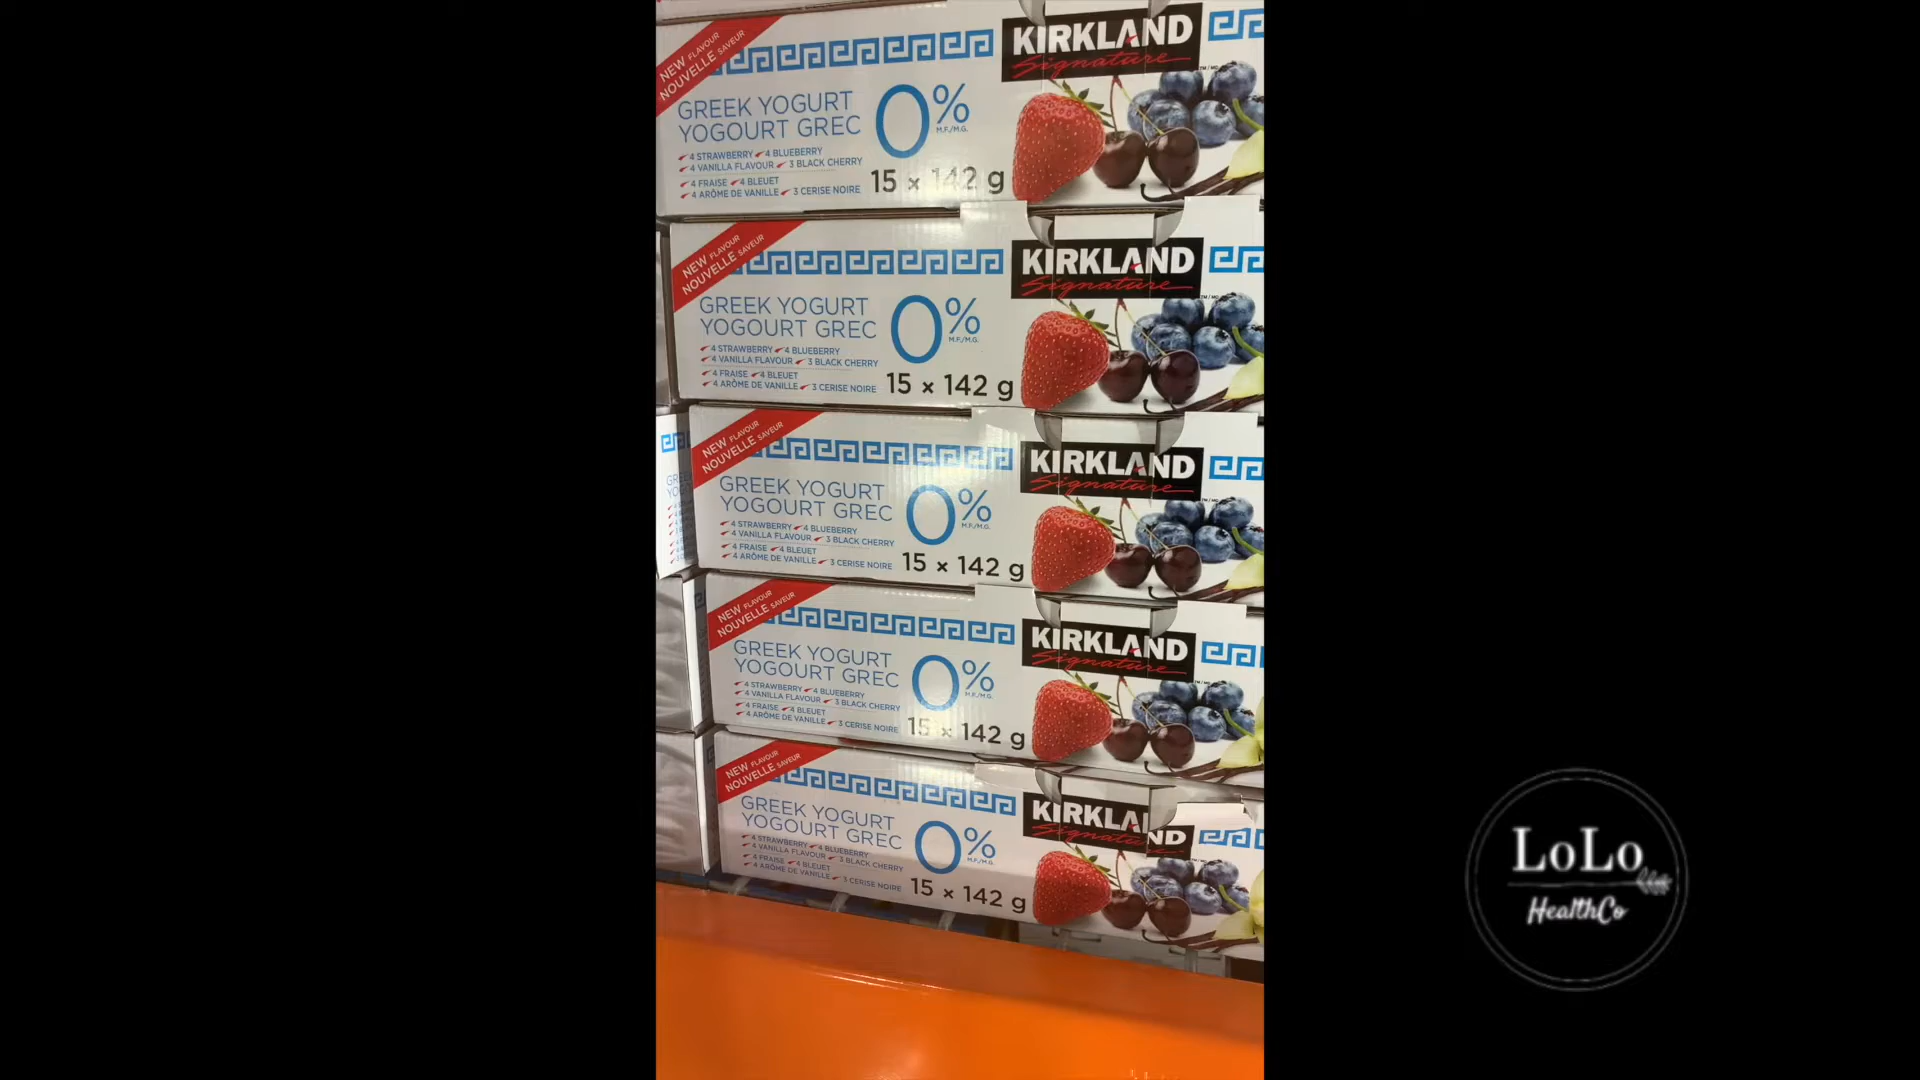 NEW FLAVOUR
NOUVELLE SAVEUR
KIRKLAND
Signature
GREEK YOGURT
YOGOURT GREC
0%
M.F./M.G.
4 STRAWBERRY 4 BLUEBERRY
4 VANILLA FLAVOUR 3 BLACK CHERRY
4 FRAISE 4 BLEUET
4 ARÔME DE VANILLE 3 CERISE NOIRE
15 x 142 g
NEW FLAVOUR
NOUVELLE SAVEUR
KIRKLAND
Signature
GREEK YOGURT
YOGOURT GREC
0%
M.F./M.G.
4 STRAWBERRY 4 BLUEBERRY
4 VANILLA FLAVOUR 3 BLACK CHERRY
4 FRAISE 4 BLEUET
4 ARÔME DE VANILLE 3 CERISE NOIRE
15 x 142 g
NEW FLAVOUR
NOUVELLE SAVEUR
KIRKLAND
Signature
GREEK YOGURT
YOGOURT GREC
0%
M.F./M.G.
4 STRAWBERRY 4 BLUEBERRY
4 VANILLA FLAVOUR 3 BLACK CHERRY
4 FRAISE 4 BLEUET
4 ARÔME DE VANILLE 3 CERISE NOIRE
15 x 142 g
NEW FLAVOUR
NOUVELLE SAVEUR
KIRKLAND
Signature
GREEK YOGURT
YOGOURT GREC
0%
M.F./M.G.
4 STRAWBERRY 4 BLUEBERRY
4 VANILLA FLAVOUR 3 BLACK CHERRY
4 FRAISE 4 BLEUET
4 ARÔME DE VANILLE 3 CERISE NOIRE
15 x 142 g
NEW FLAVOUR
NOUVELLE SAVEUR
KIRKLAND
Signature
GREEK YOGURT
YOGOURT GREC
0%
M.F./M.G.
4 STRAWBERRY 4 BLUEBERRY
4 VANILLA FLAVOUR 3 BLACK CHERRY
4 FRAISE 4 BLEUET
4 ARÔME DE VANILLE 3 CERISE NOIRE
15 x 142 g
LoLo
HealthCo